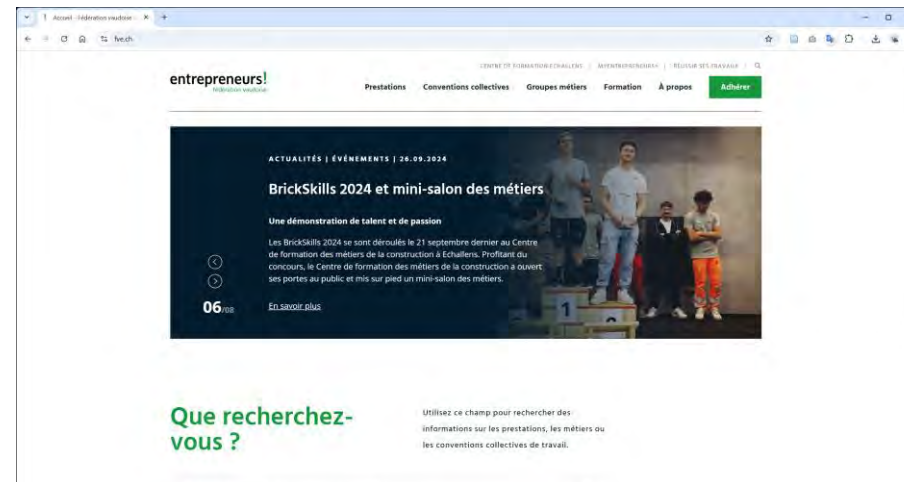 Accueil - Fédération vaudoise
fve.ch
CENTRE DE FORMATION ECHALLENS | MYENTREPRENEURS | RÉUSSIR SES TRAVAUX
entrepreneurs!
fédération vaudoise
Prestations Conventions collectives Groupes métiers Formation À propos Adhérer
ACTUALITÉS | ÉVÉNEMENTS | 26.09.2024
BrickSkills 2024 et mini-salon des métiers
Une démonstration de talent et de passion
Les BrickSkills 2024 se sont déroulés le 21 septembre dernier au Centre
de formation des métiers de la construction à Echallens. Profitant du
concours, le Centre de formation des métiers de la construction a ouvert
ses portes au public et mis sur pied un mini-salon des métiers.
06/08
En savoir plus
1
Que recherchez-
vous ?
Utilisez ce champ pour rechercher des
informations sur les prestations, les métiers ou
les conventions collectives de travail.